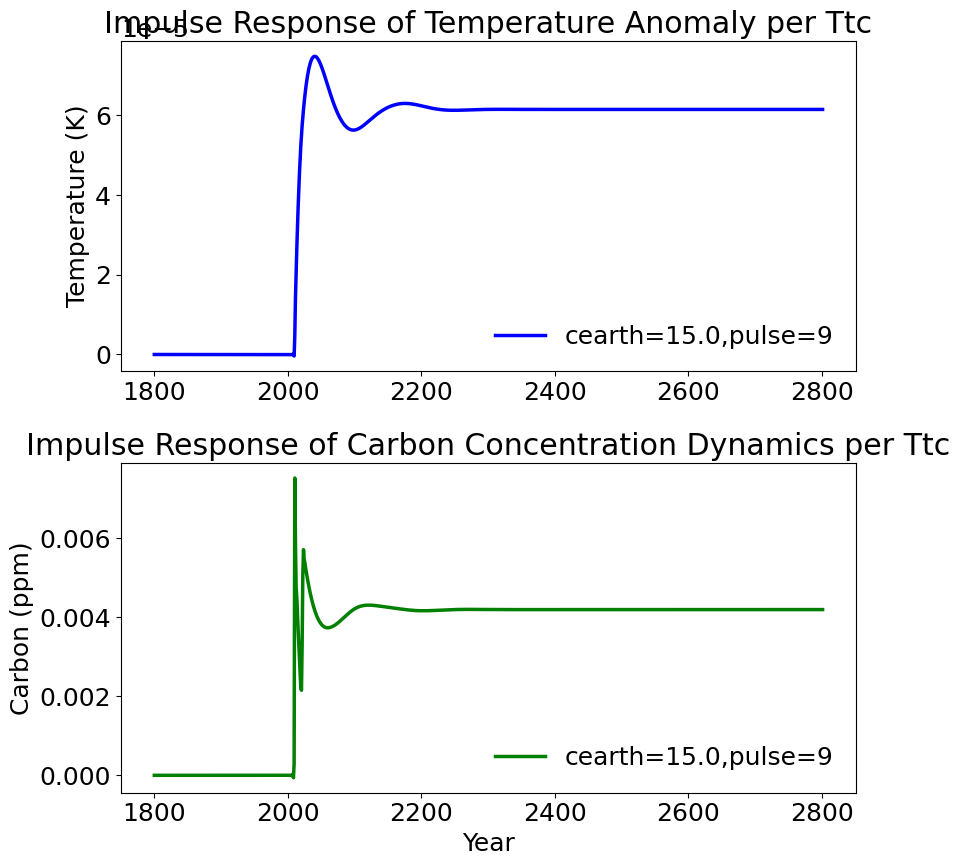 Impulse Response of Temperature Anomaly per Ttc
1e−5
6
4
2
0
Temperature (K)
cearth=15.0,pulse=9
1800 2000 2200 2400 2600 2800
Impulse Response of Carbon Concentration Dynamics per Ttc
0.006
0.004
0.002
0.000
Carbon (ppm)
cearth=15.0,pulse=9
1800 2000 2200 2400 2600 2800
Year